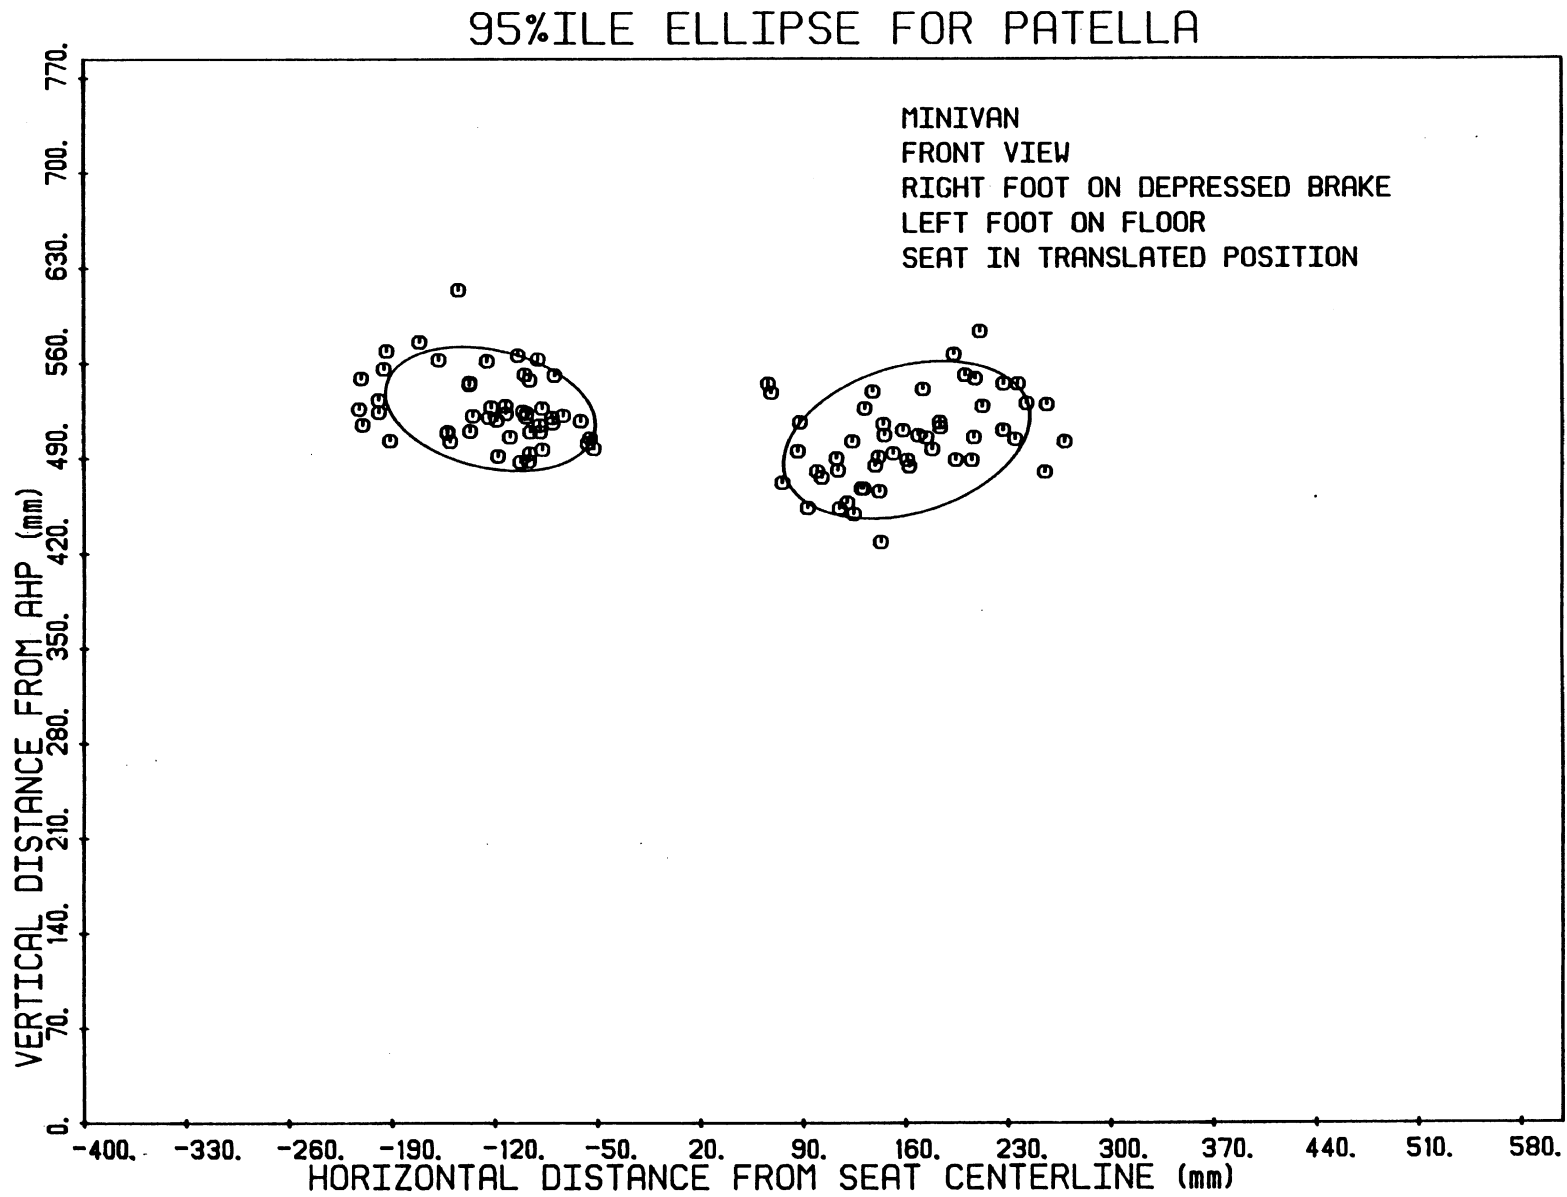 95%ILE ELLIPSE FOR PATELLA
MINIVAN
FRONT VIEW
RIGHT FOOT ON DEPRESSED BRAKE
LEFT FOOT ON FLOOR
SEAT IN TRANSLATED POSITION
VERTICAL DISTANCE FROM AHP (mm)
770.
700.
630.
560.
490.
420.
350.
280.
210.
140.
70.
0.
-400. -330. -260. -190. -120. -50. 20. 90. 160. 230. 300. 370. 440. 510. 580.
HORIZONTAL DISTANCE FROM SEAT CENTERLINE (mm)